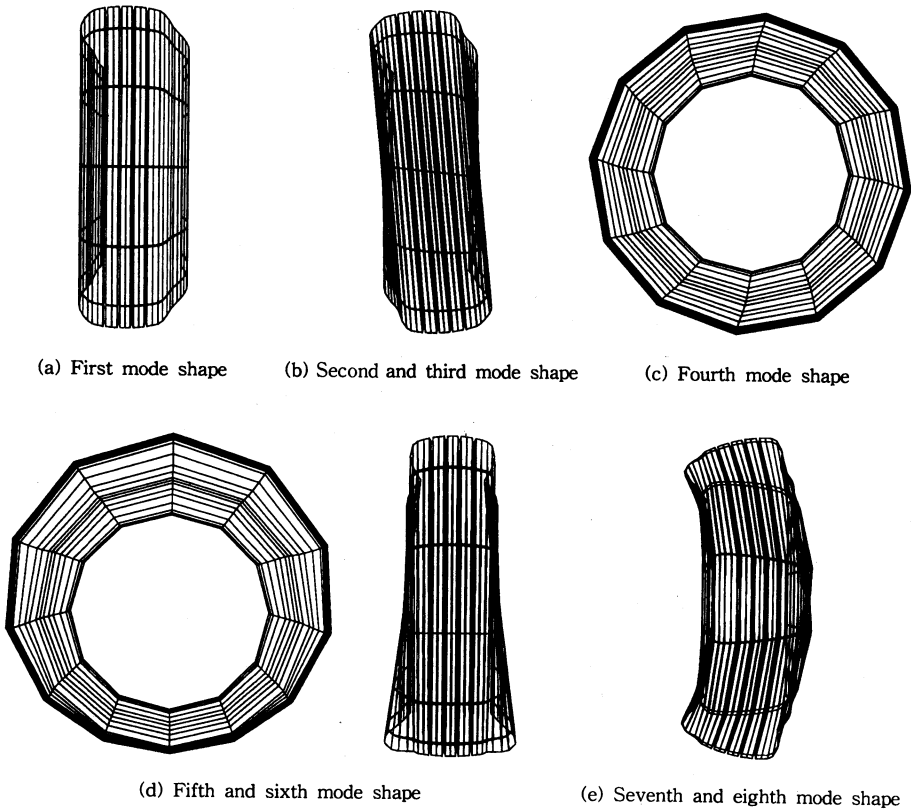 (a) First mode shape
(b) Second and third mode shape
(c) Fourth mode shape
(d) Fifth and sixth mode shape
(e) Seventh and eighth mode shape